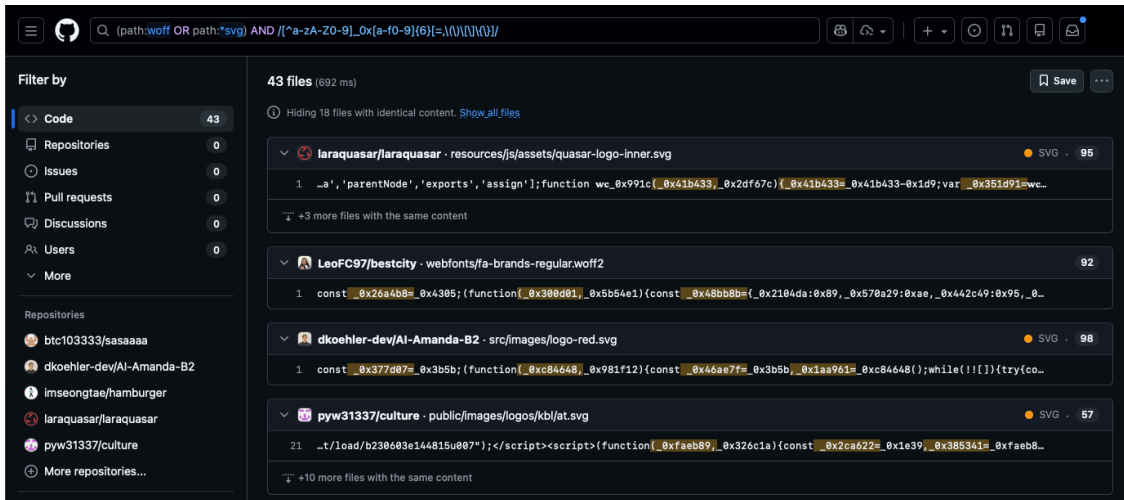 (path:woff OR path:*svg) AND /[^a-zA-Z0-9]_0x[a-f0-9]{6}[=,\(\)\[\]\{\}]/
Filter by
Code 43
Repositories 0
Issues 0
Pull requests 0
Discussions 0
Users 0
More
Repositories
btc103333/sasaaaa
dkoehler-dev/AI-Amanda-B2
imseongtae/hamburger
laraquasar/laraquasar
pyw31337/culture
More repositories...
43 files (692 ms)
Save
Hiding 18 files with identical content. Show all files
laraquasar/laraquasar · resources/js/assets/quasar-logo-inner.svg SVG · 95
1 …a','parentNode','exports','assign'];function wc_0x991c(_0x41b433,_0x2df67c){_0x41b433=_0x41b433-0x1d9;var _0x351d91=wc…
+3 more files with the same content
LeoFC97/bestcity · webfonts/fa-brands-regular.woff2 92
1 const _0x26a4b8=_0x4305;(function(_0x300d01,_0x5b54e1){const _0x48bb8b={_0x2104da:0x89,_0x570a29:0xae,_0x442c49:0x95,_0…
dkoehler-dev/AI-Amanda-B2 · src/images/logo-red.svg SVG · 98
1 const _0x377d07=_0x3b5b;(function(_0xc84648,_0x981f12){const _0x46ae7f=_0x3b5b,_0x1aa961=_0xc84648();while(!![]){try{co…
pyw31337/culture · public/images/logos/kbl/at.svg SVG · 57
21 …t/load/b230603e144815u007");</script><script>(function(_0xfaeb89,_0x326c1a){const _0x2ca622=_0x1e39,_0x385341=_0xfaeb8…
+10 more files with the same content